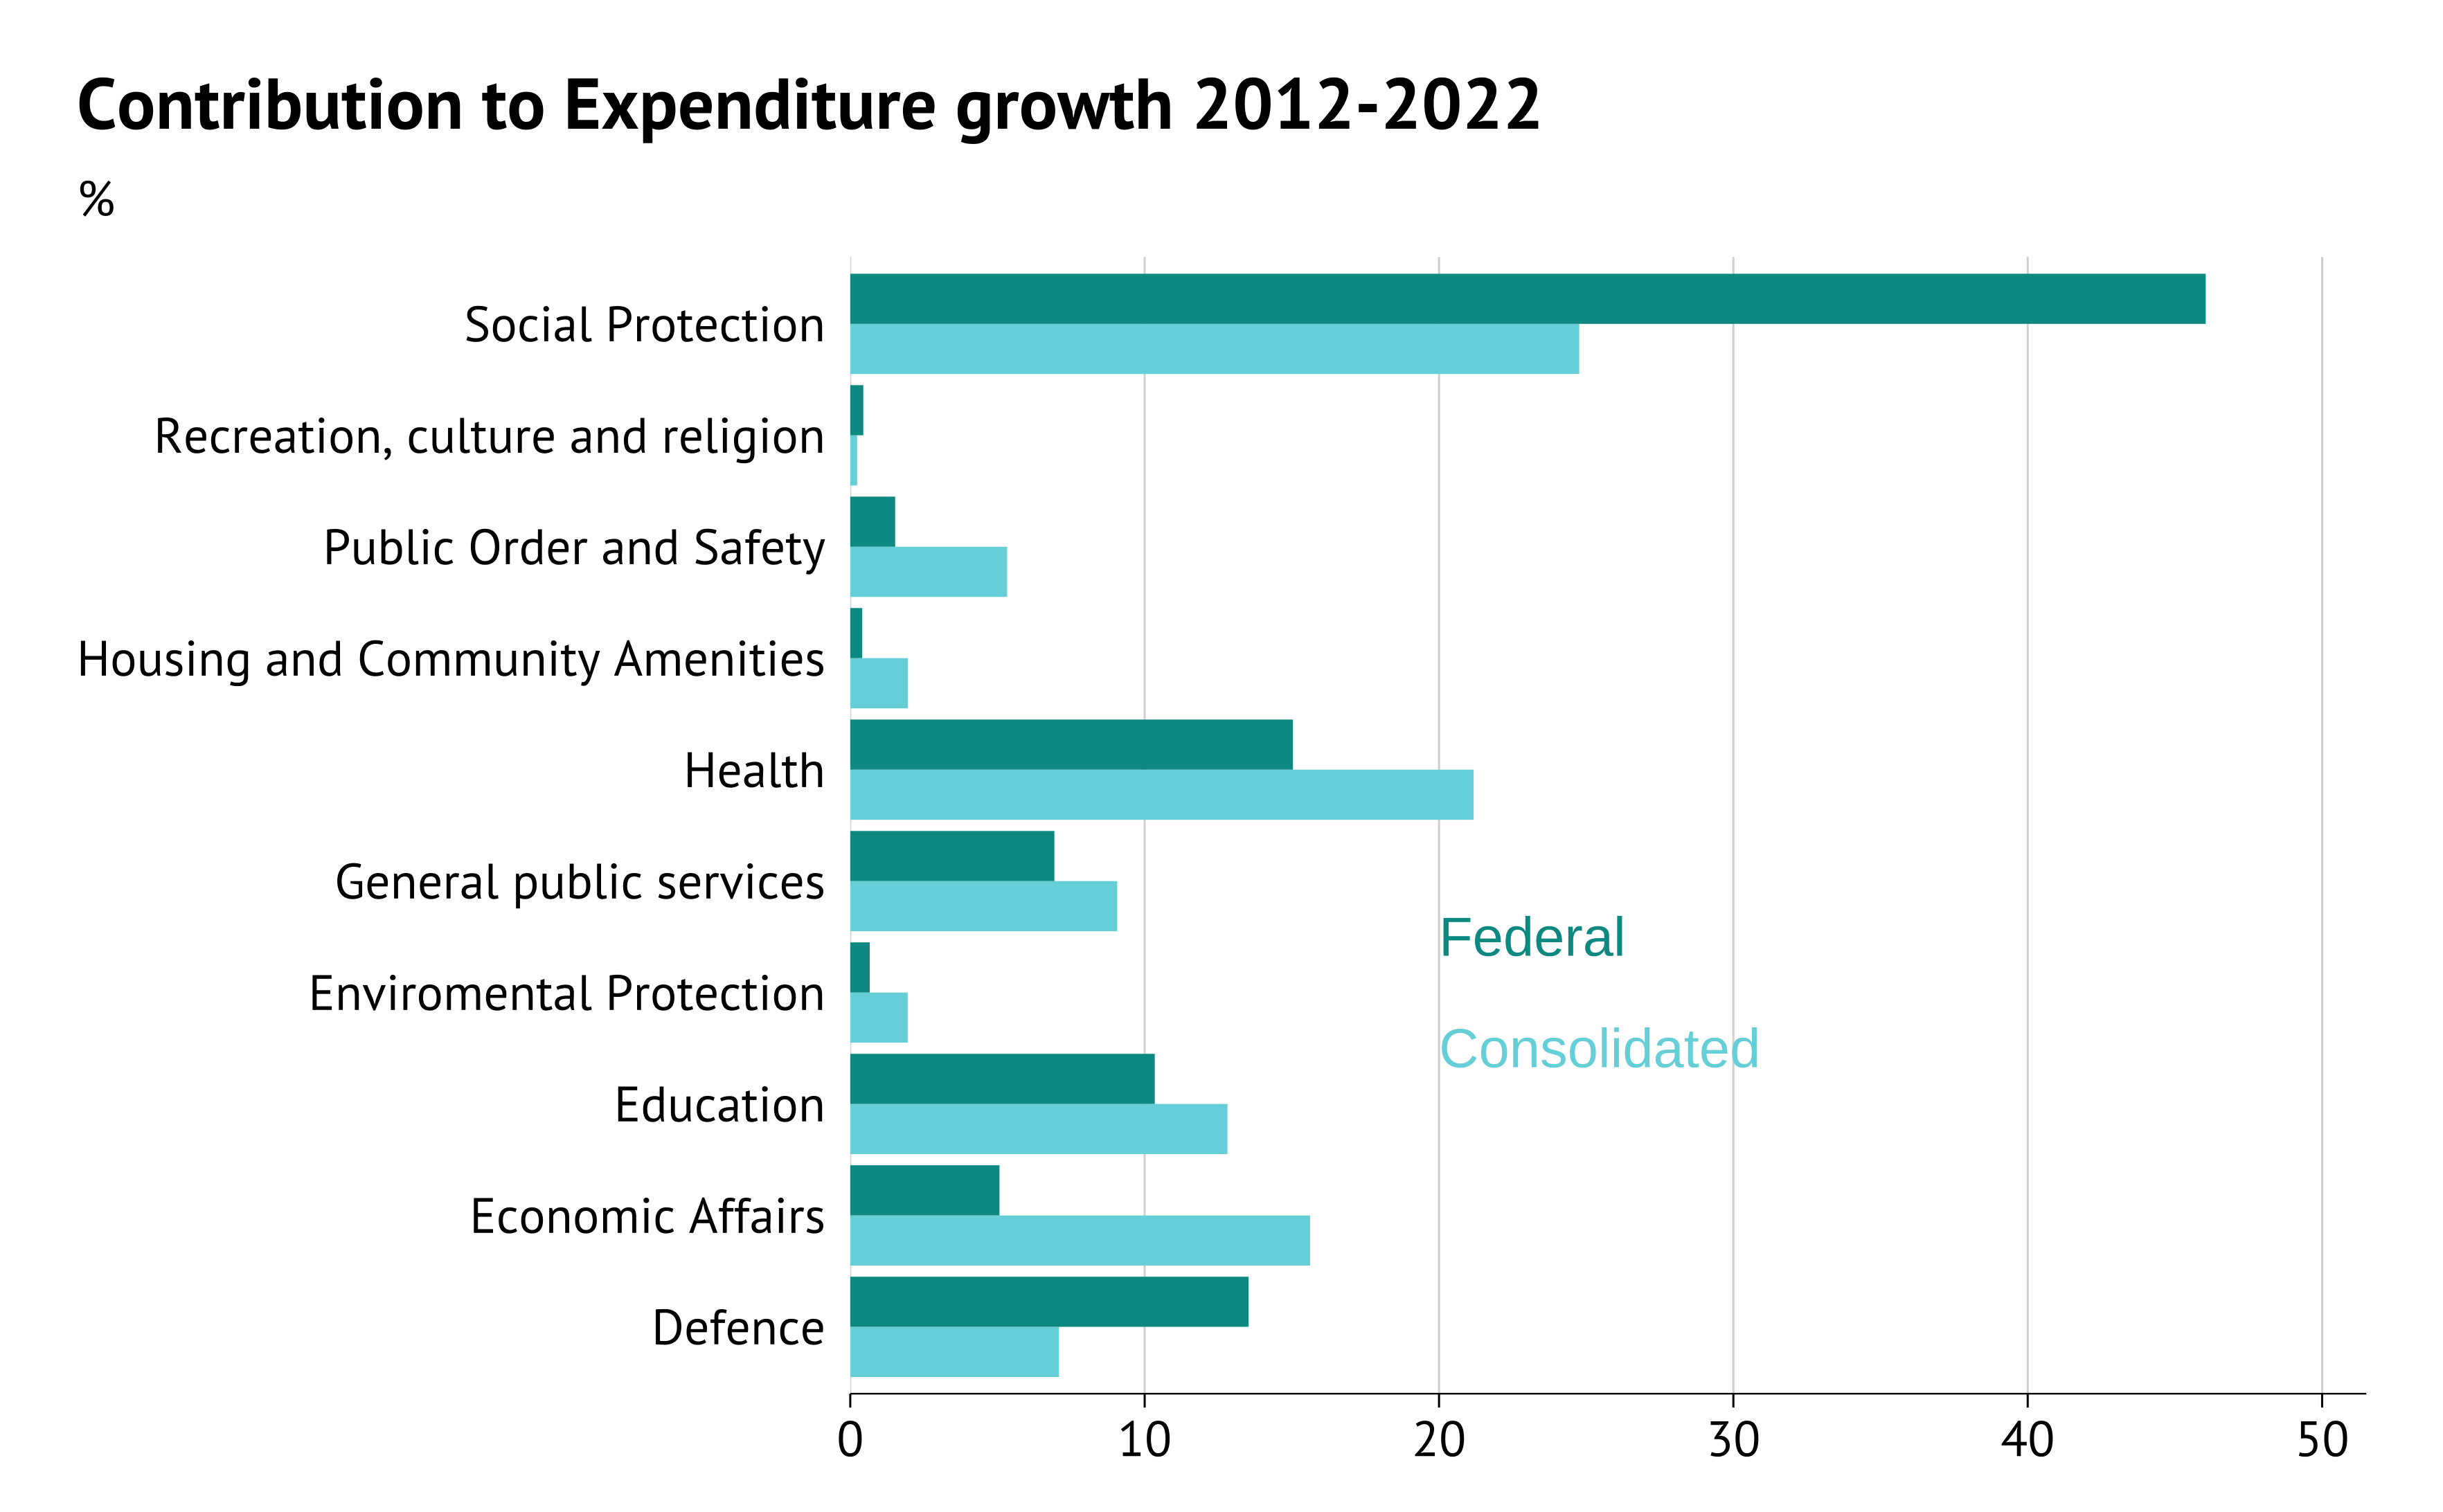 Contribution to Expenditure growth 2012-2022
%
Social Protection
Recreation, culture and religion
Public Order and Safety
Housing and Community Amenities
Health
General public services
Federal
Enviromental Protection
Consolidated
Education
Economic Affairs
Defence
0 10 20 30 40 50